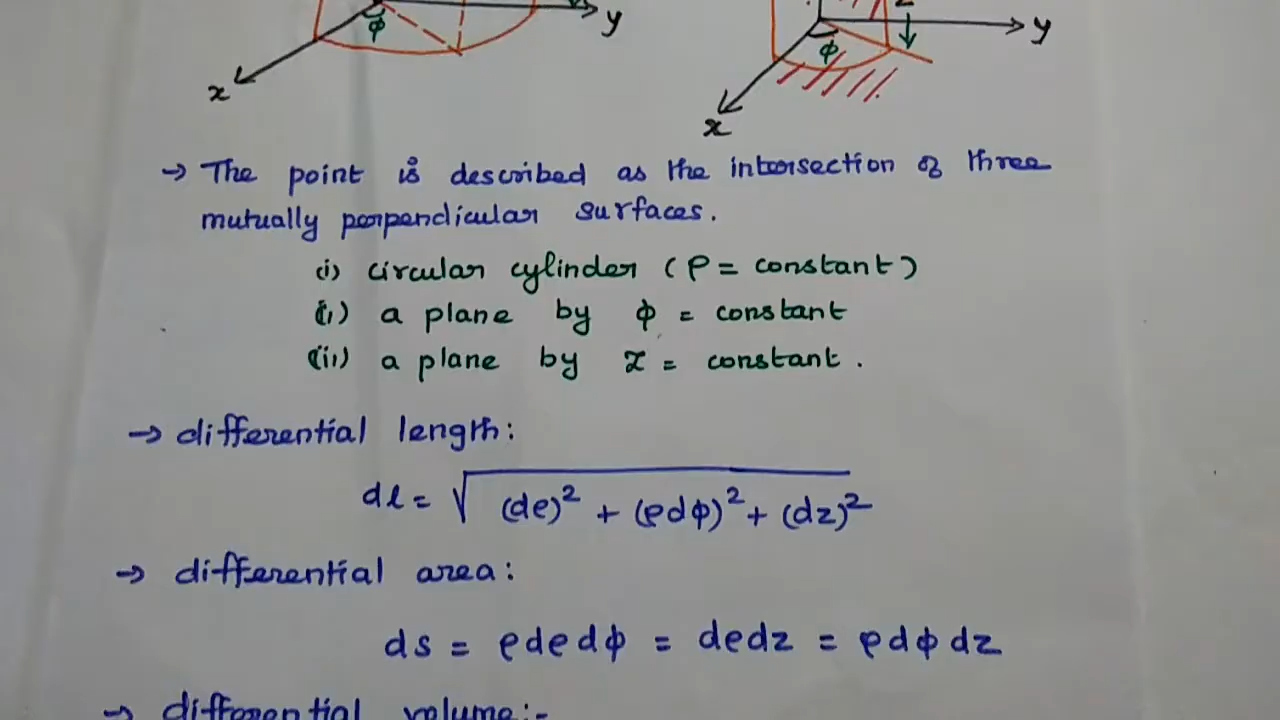 ϕ
y
x
z
y
ϕ
x
→ The point is described as the intersection of three
mutually perpendicular surfaces.
(i) circular cylinder (ρ = constant)
(ii) a plane by ϕ = constant
(iii) a plane by z = constant.
→ differential length:
dl = √(dρ)² + (ρdϕ)² + (dz)²
→ differential area:
ds = ρdρdϕ = dρdz = ρdϕdz
→ differential volume:-